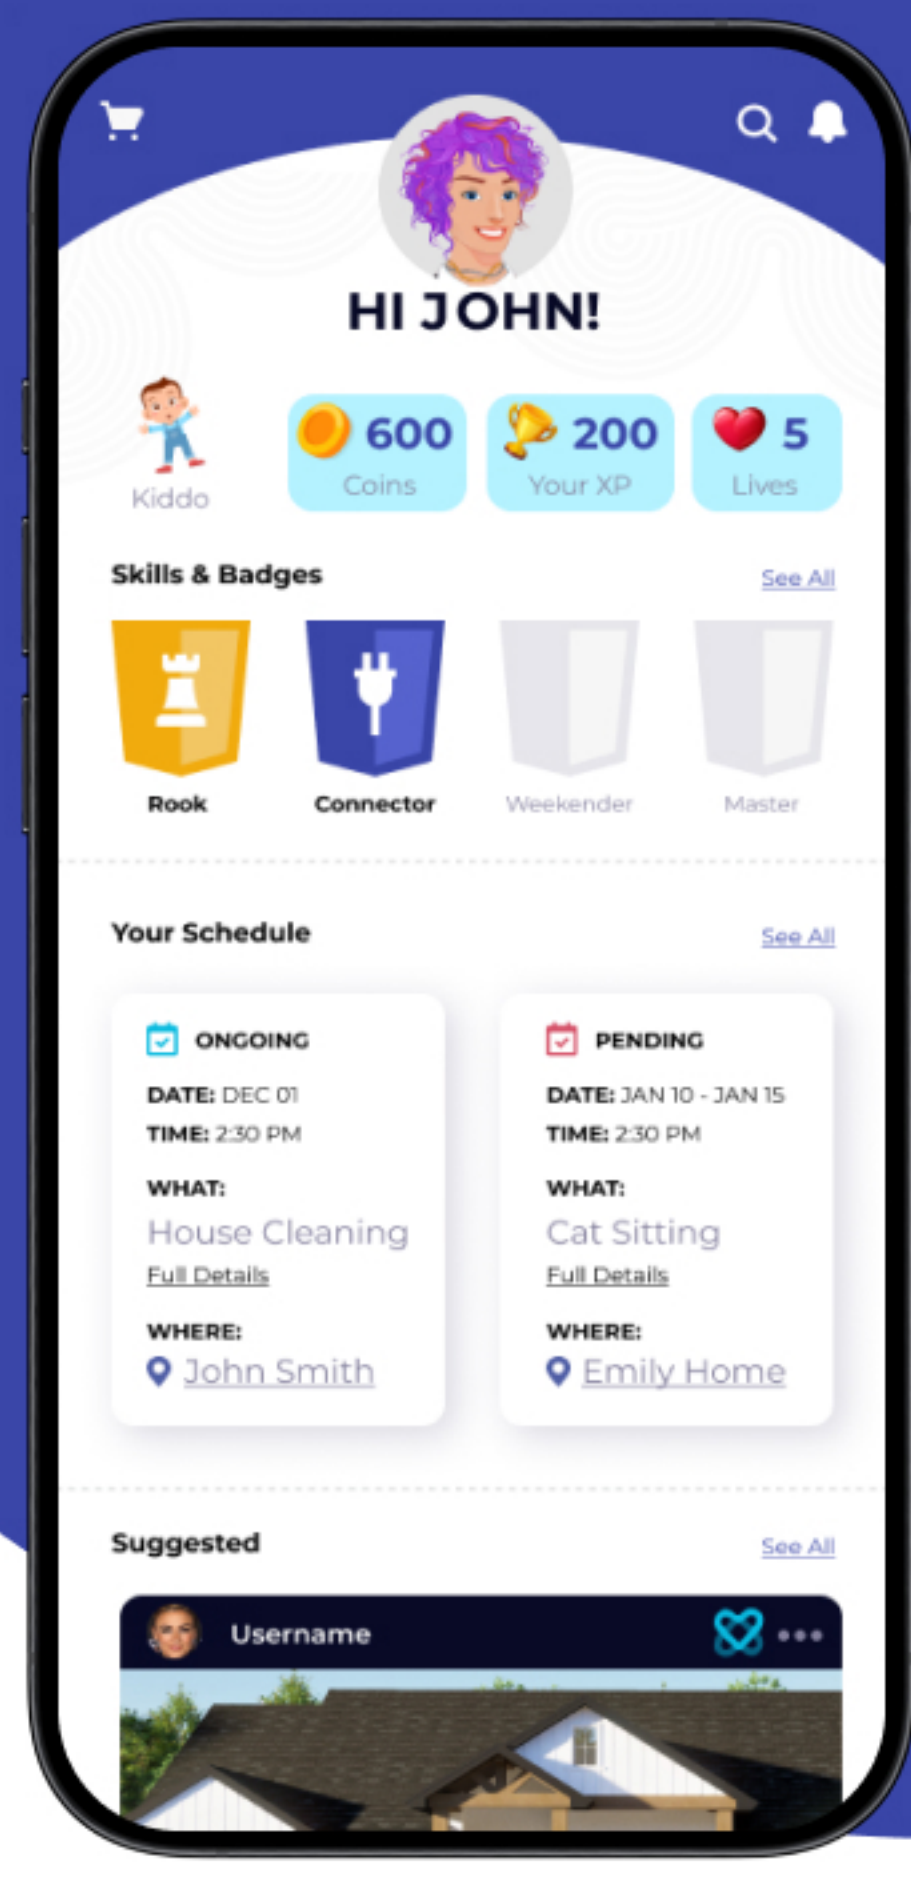 HI JOHN!
600
Coins
200
Your XP
5
Lives
Kiddo
Skills & Badges
See All
Rook
Connector
Weekender
Master
Your Schedule
See All
ONGOING
DATE: DEC 01
TIME: 2:30 PM
WHAT:
House Cleaning
Full Details
WHERE:
John Smith
PENDING
DATE: JAN 10 - JAN 15
TIME: 2:30 PM
WHAT:
Cat Sitting
Full Details
WHERE:
Emily Home
Suggested
See All
Username